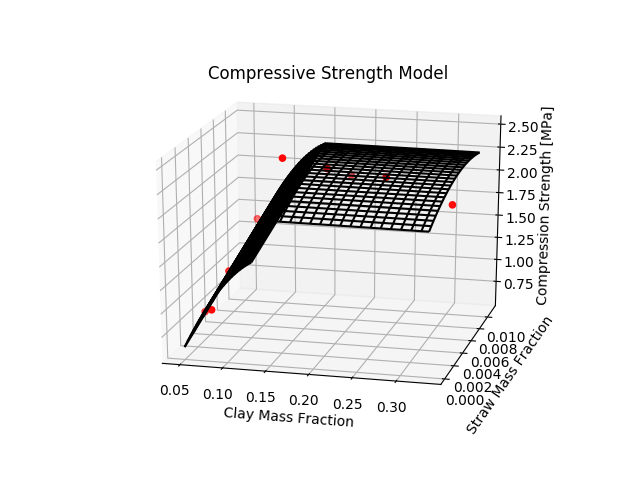 Compressive Strength Model
2.50
2.25
2.00
1.75
1.50
1.25
1.00
0.75
Compression Strength [MPa]
0.010
0.008
0.006
0.004
0.002
0.000
Straw Mass Fraction
0.05 0.10 0.15 0.20 0.25 0.30
Clay Mass Fraction